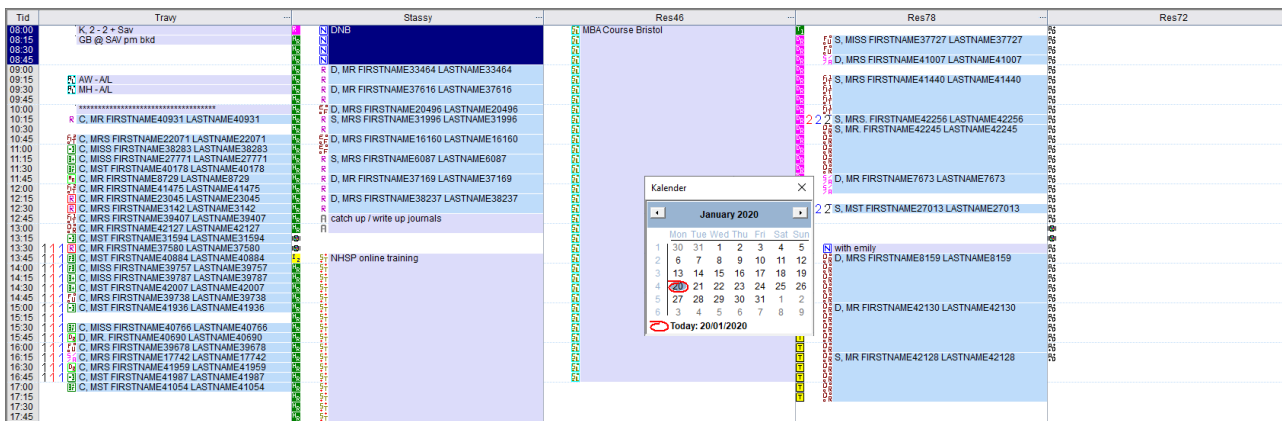 Tid
08:00
08:15
08:30
08:45
09:00
09:15
09:30
09:45
10:00
10:15
10:30
10:45
11:00
11:15
11:30
11:45
12:00
12:15
12:30
12:45
13:00
13:15
13:30
13:45
14:00
14:15
14:30
14:45
15:00
15:15
15:30
15:45
16:00
16:15
16:30
16:45
17:00
17:15
17:30
17:45
Travy
K, 2 - 2 + Sav
GB @ SAV pm bkd
AW - A/L
MH - A/L
R C, MR FIRSTNAME40931 LASTNAME40931
C, MRS FIRSTNAME22071 LASTNAME22071
C, MISS FIRSTNAME38283 LASTNAME38283
C, MISS FIRSTNAME27771 LASTNAME27771
C, MST FIRSTNAME40178 LASTNAME40178
C, MRS FIRSTNAME8729 LASTNAME8729
C, MR FIRSTNAME41475 LASTNAME41475
R C, MR FIRSTNAME23045 LASTNAME23045
R C, MRS FIRSTNAME3142 LASTNAME3142
C, MRS FIRSTNAME39407 LASTNAME39407
C, MR FIRSTNAME42127 LASTNAME42127
C, MST FIRSTNAME31594 LASTNAME31594
1 1 1 R C, MR FIRSTNAME37580 LASTNAME37580
C, MST FIRSTNAME40884 LASTNAME40884
C, MISS FIRSTNAME39757 LASTNAME39757
C, MISS FIRSTNAME39787 LASTNAME39787
C, MST FIRSTNAME42007 LASTNAME42007
C, MRS FIRSTNAME39738 LASTNAME39738
C, MST FIRSTNAME41936 LASTNAME41936
C, MISS FIRSTNAME40766 LASTNAME40766
D, MR. FIRSTNAME40690 LASTNAME40690
C, MRS FIRSTNAME39678 LASTNAME39678
C, MRS FIRSTNAME17742 LASTNAME17742
C, MRS FIRSTNAME41959 LASTNAME41959
C, MST FIRSTNAME41987 LASTNAME41987
C, MST FIRSTNAME41054 LASTNAME41054
Stassy
N DNB
N
N
N
R D, MR FIRSTNAME33464 LASTNAME33464
R D, MR FIRSTNAME37616 LASTNAME37616
D, MRS FIRSTNAME20496 LASTNAME20496
R S, MRS FIRSTNAME31996 LASTNAME31996
D, MRS FIRSTNAME16160 LASTNAME16160
R S, MRS FIRSTNAME6087 LASTNAME6087
R D, MR FIRSTNAME37169 LASTNAME37169
R D, MRS FIRSTNAME38237 LASTNAME38237
A catch up / write up journals
A
NHSP online training
Res46
MBA Course Bristol
Res78
S, MISS FIRSTNAME37727 LASTNAME37727
D, MRS FIRSTNAME41007 LASTNAME41007
S, MRS FIRSTNAME41440 LASTNAME41440
2 2 S, MRS. FIRSTNAME42256 LASTNAME42256
S, MR. FIRSTNAME42245 LASTNAME42245
D, MR FIRSTNAME7673 LASTNAME7673
2 2 S, MST FIRSTNAME27013 LASTNAME27013
N with emily
D, MRS FIRSTNAME8159 LASTNAME8159
D, MR FIRSTNAME42130 LASTNAME42130
S, MR FIRSTNAME42128 LASTNAME42128
Res72
Kalender
January 2020
Mon Tue Wed Thu Fri Sat Sun
1 30 31 1 2 3 4 5
2 6 7 8 9 10 11 12
3 13 14 15 16 17 18 19
4 20 21 22 23 24 25 26
5 27 28 29 30 31 1 2
6 3 4 5 6 7 8 9
Today: 20/01/2020